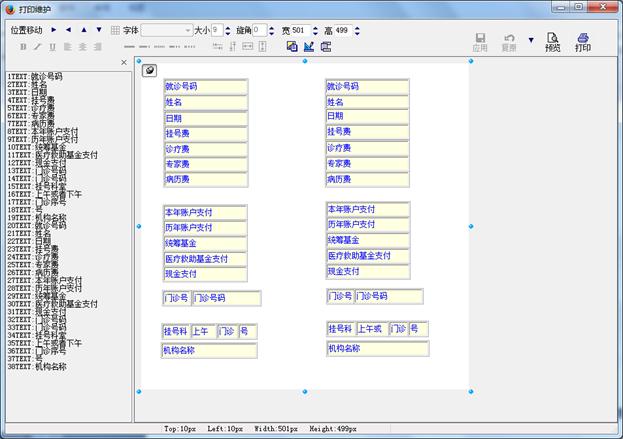 打印维护
位置移动 字体 大小 9 旋角 0 宽 501 高 499 应用 复原 预览 打印
B I U
1TEXT:就诊号码
2TEXT:姓名
3TEXT:日期
4TEXT:挂号费
5TEXT:诊疗费
6TEXT:专家费
7TEXT:病历费
8TEXT:本年账户支付
9TEXT:历年账户支付
10TEXT:统筹基金
11TEXT:医疗救助基金支付
12TEXT:现金支付
13TEXT:门诊号码
14TEXT:门诊号码
15TEXT:挂号科室
16TEXT:上午或者下午
17TEXT:门诊序号
18TEXT:号
19TEXT:机构名称
20TEXT:就诊号码
21TEXT:姓名
22TEXT:日期
23TEXT:挂号费
24TEXT:诊疗费
25TEXT:专家费
26TEXT:病历费
27TEXT:本年账户支付
28TEXT:历年账户支付
29TEXT:统筹基金
30TEXT:医疗救助基金支付
31TEXT:现金支付
32TEXT:门诊号码
33TEXT:门诊号码
34TEXT:挂号科室
35TEXT:上午或者下午
36TEXT:门诊序号
37TEXT:号
38TEXT:机构名称
就诊号码 就诊号码
姓名 姓名
日期 日期
挂号费 挂号费
诊疗费 诊疗费
专家费 专家费
病历费 病历费
本年账户支付 本年账户支付
历年账户支付 历年账户支付
统筹基金 统筹基金
医疗救助基金支付 医疗救助基金支付
现金支付 现金支付
门诊号 门诊号码 门诊号 门诊号码
挂号科 上午 门诊 号 挂号科 上午或 门诊 号
机构名称 机构名称
Top:10px Left:10px Width:501px Height:499px